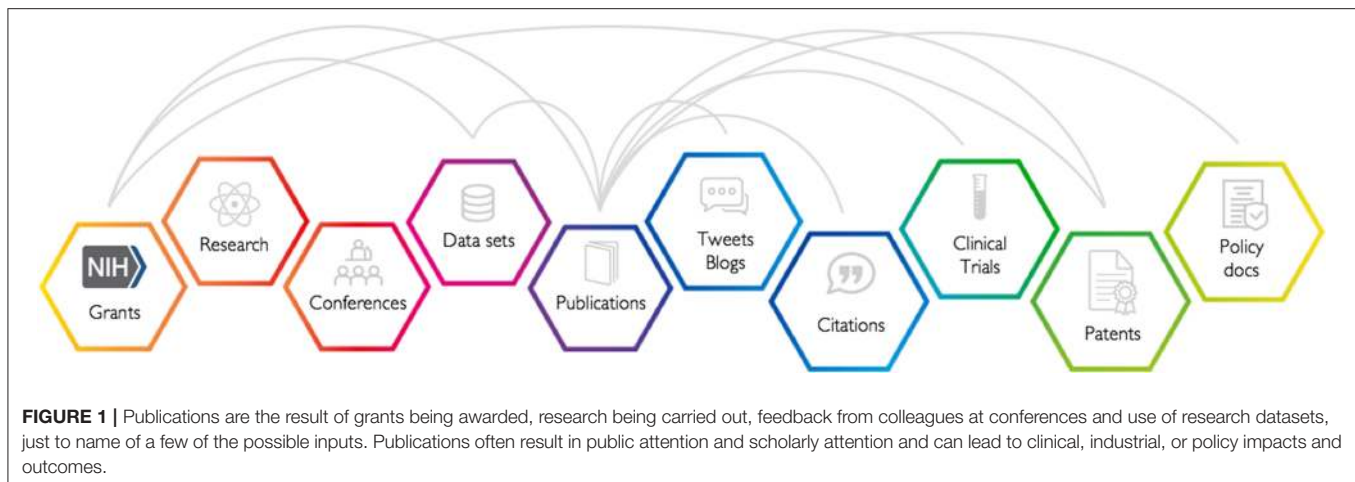 NIH
Grants
Research
Conferences
Data sets
Publications
Tweets
Blogs
Citations
Clinical
Trials
Patents
Policy
docs
FIGURE 1 | Publications are the result of grants being awarded, research being carried out, feedback from colleagues at conferences and use of research datasets,
just to name of a few of the possible inputs. Publications often result in public attention and scholarly attention and can lead to clinical, industrial, or policy impacts and
outcomes.